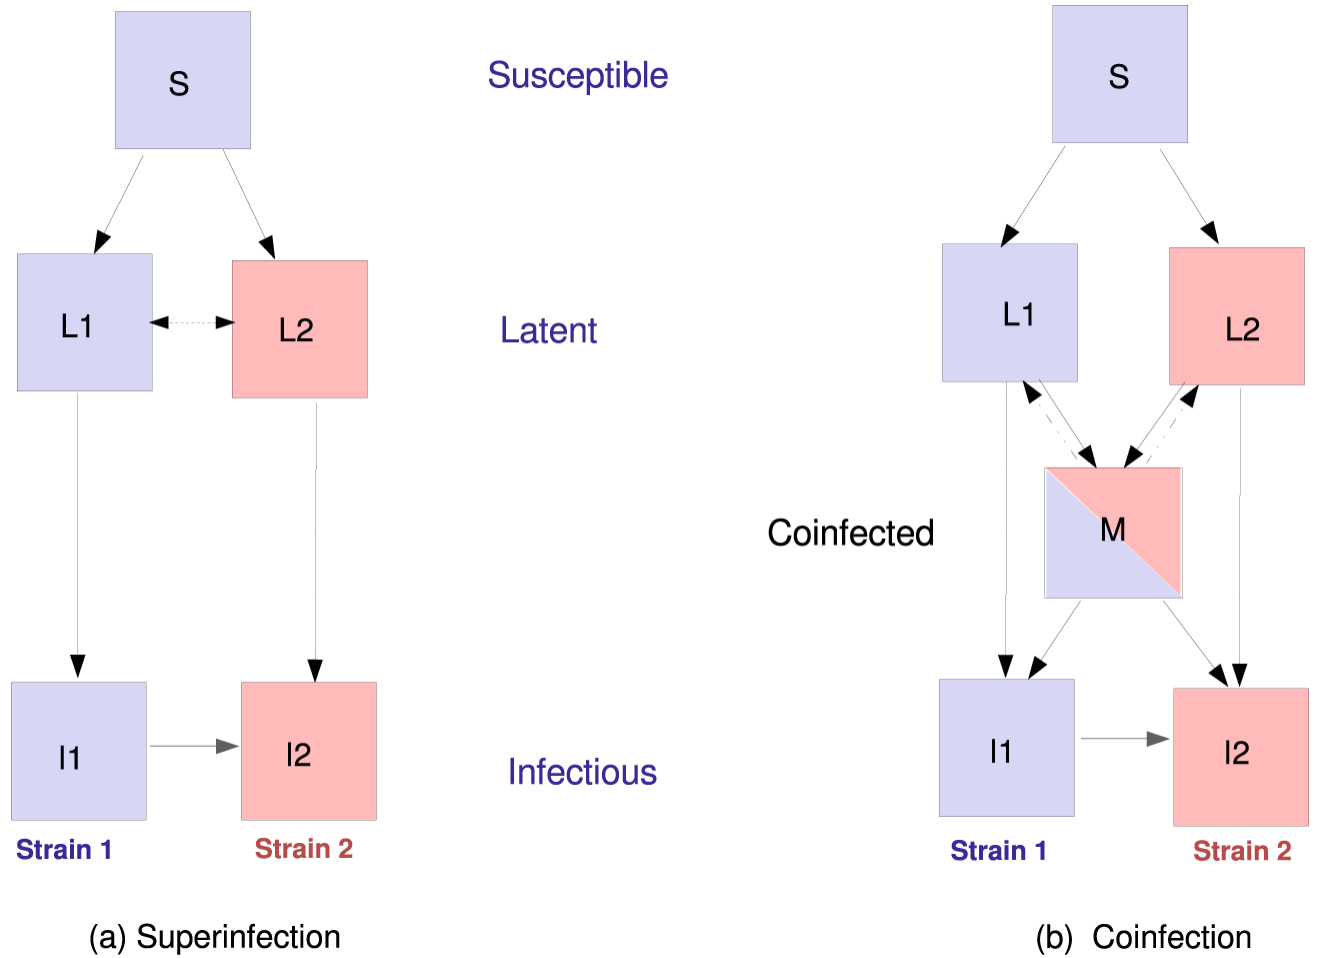 S
Susceptible
S
L1
L2
Latent
L1
L2
Coinfected
M
I1
I2
Infectious
I1
I2
Strain 1
Strain 2
Strain 1
Strain 2
(a) Superinfection
(b) Coinfection